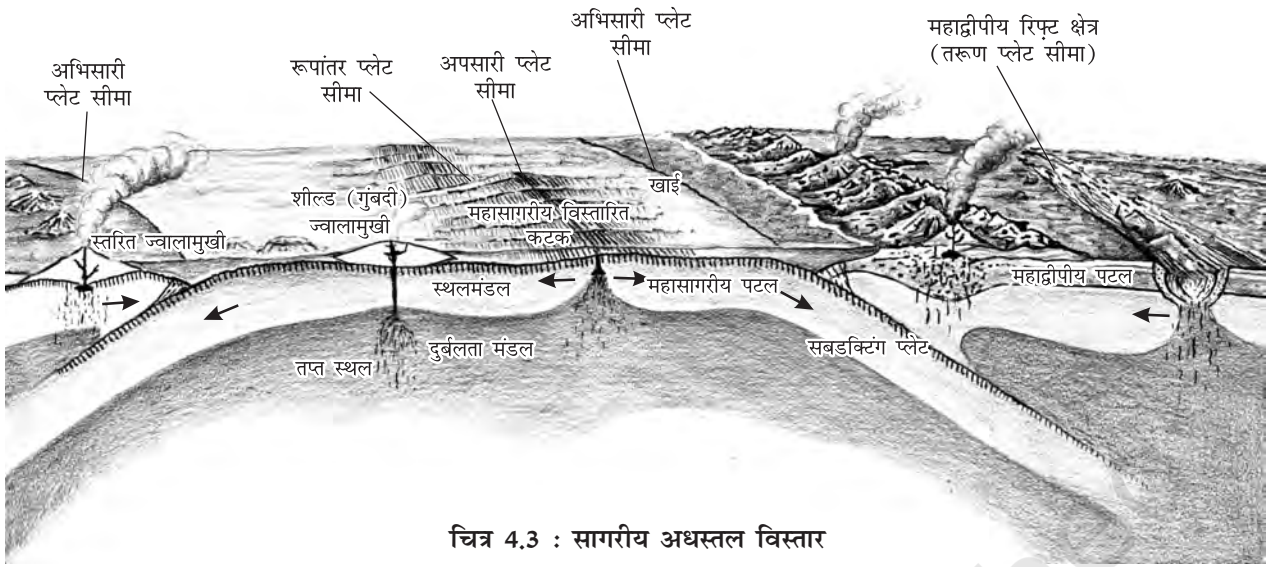 अभिसारी प्लेट
सीमा
महाद्वीपीय रिफ्ट क्षेत्र
(तरूण प्लेट सीमा)
रूपांतर प्लेट
सीमा
अपसारी प्लेट
सीमा
अभिसारी
प्लेट सीमा
खाई
शील्ड (गुंबदी)
ज्वालामुखी
महासागरीय विस्तारित
कटक
स्तरित ज्वालामुखी
महाद्वीपीय पटल
स्थलमंडल
महासागरीय पटल
दुर्बलता मंडल
सबडक्टिंग प्लेट
तप्त स्थल
चित्र 4.3 : सागरीय अधस्तल विस्तार